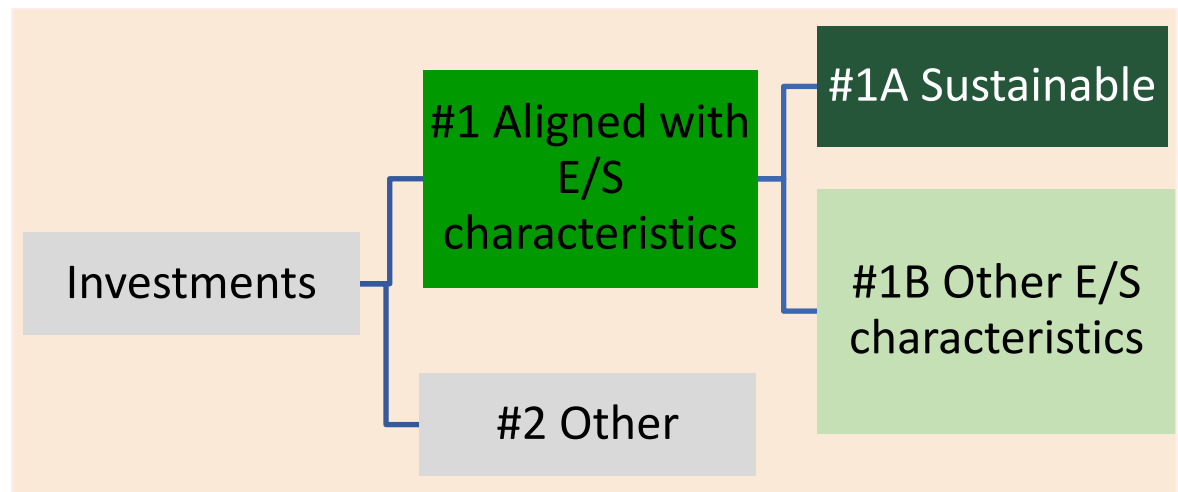 #1A Sustainable
#1 Aligned with
E/S
characteristics
Investments
#1B Other E/S
characteristics
#2 Other